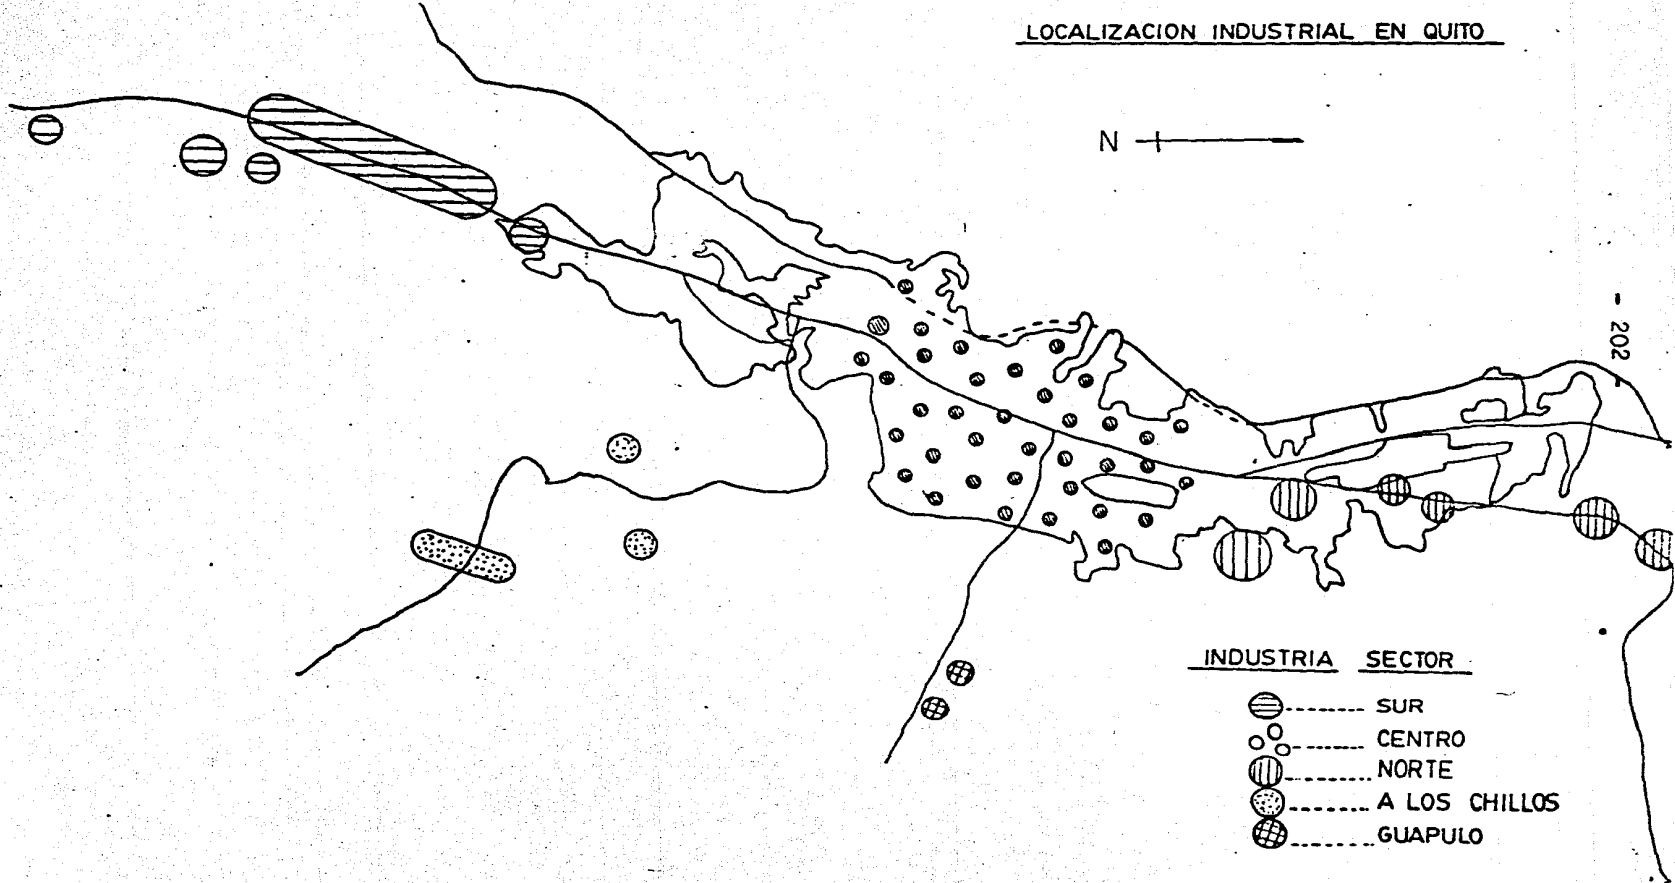 LOCALIZACION INDUSTRIAL EN QUITO
N
- 202 -
INDUSTRIA SECTOR
SUR
CENTRO
NORTE
A LOS CHILLOS
GUAPULO